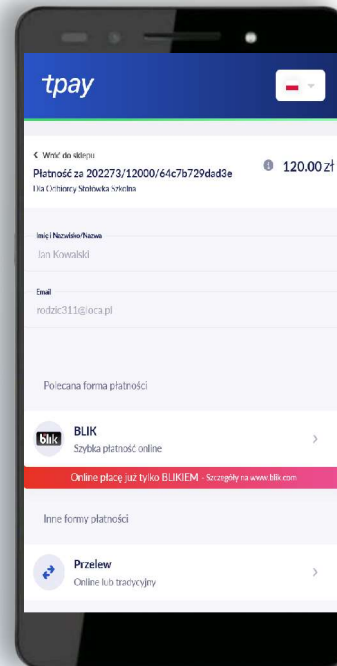 tpay
Wróć do sklepu
Płatność za 202273/12000/64c7b729dad3e
120.00 zł
Dla Odbiorcy Stołówka Szkolna
Imię i Nazwisko/Nazwa
Jan Kowalski
Email
rodzic311@loca.pl
Polecana forma płatności
blik
BLIK
Szybka płatność online
Online płacę już tylko BLIKIEM - Szczegóły na www.blik.com
Inne formy płatności
Przelew
Online lub tradycyjny